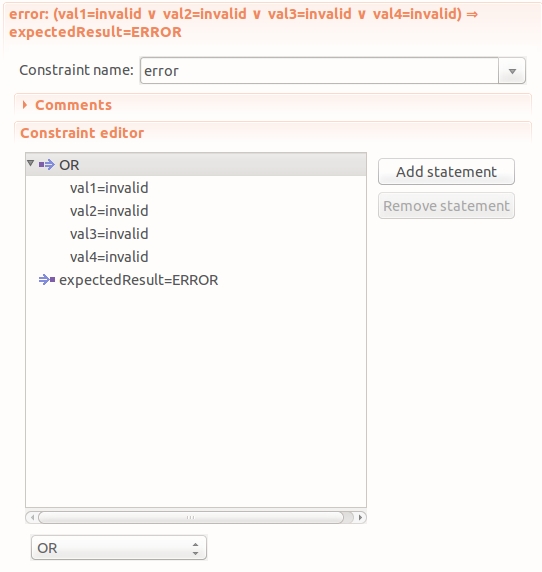 error: (val1=invalid ∨ val2=invalid ∨ val3=invalid ∨ val4=invalid) ⇒
expectedResult=ERROR
Constraint name: error
Comments
Constraint editor
OR
Add statement
val1=invalid
val2=invalid
Remove statement
val3=invalid
val4=invalid
expectedResult=ERROR
OR